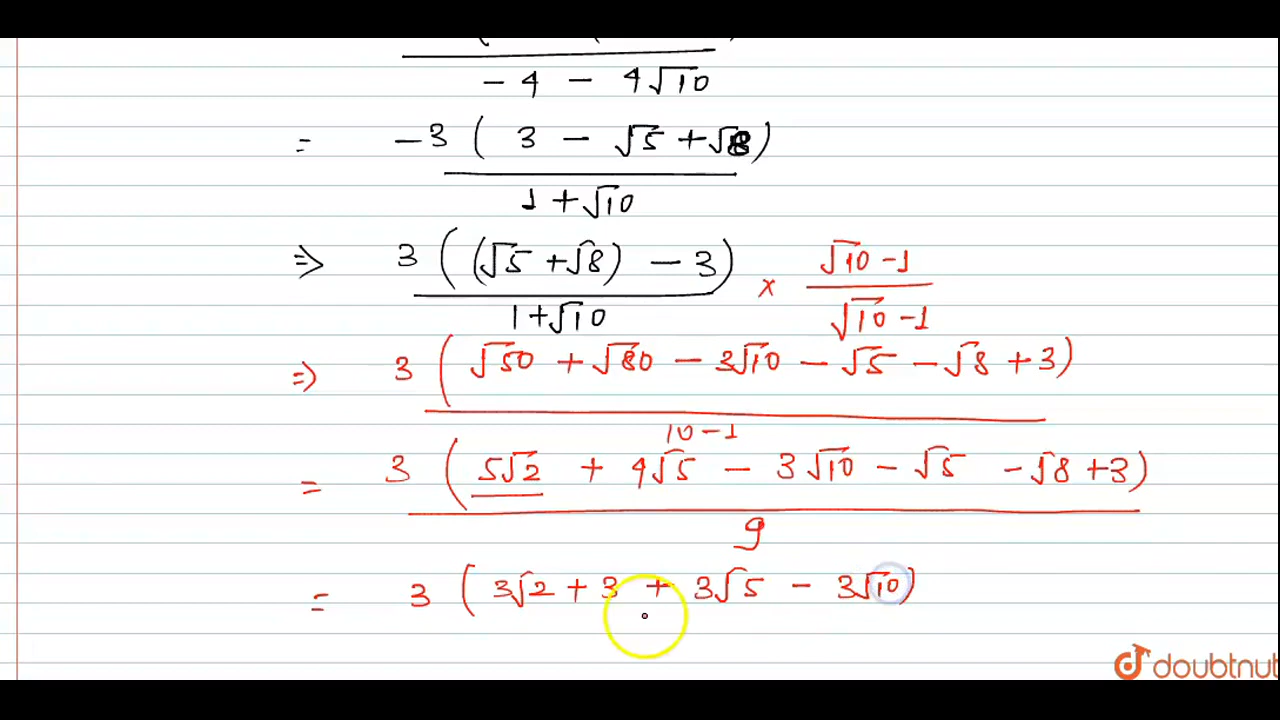 - 4 - 4√10
= -3 ( 3 - √5 + √8 )
1 + √10
⇒ 3 ( (√5 + √8) - 3 ) × √10 - 1
1 + √10 √10 - 1
⇒ 3 ( √50 + √80 - 3√10 - √5 - √8 + 3 )
10 - 1
= 3 ( 5√2 + 4√5 - 3√10 - √5 - √8 + 3 )
9
= 3 ( 3√2 + 3 + 3√5 - 3√10 )
doubtnut